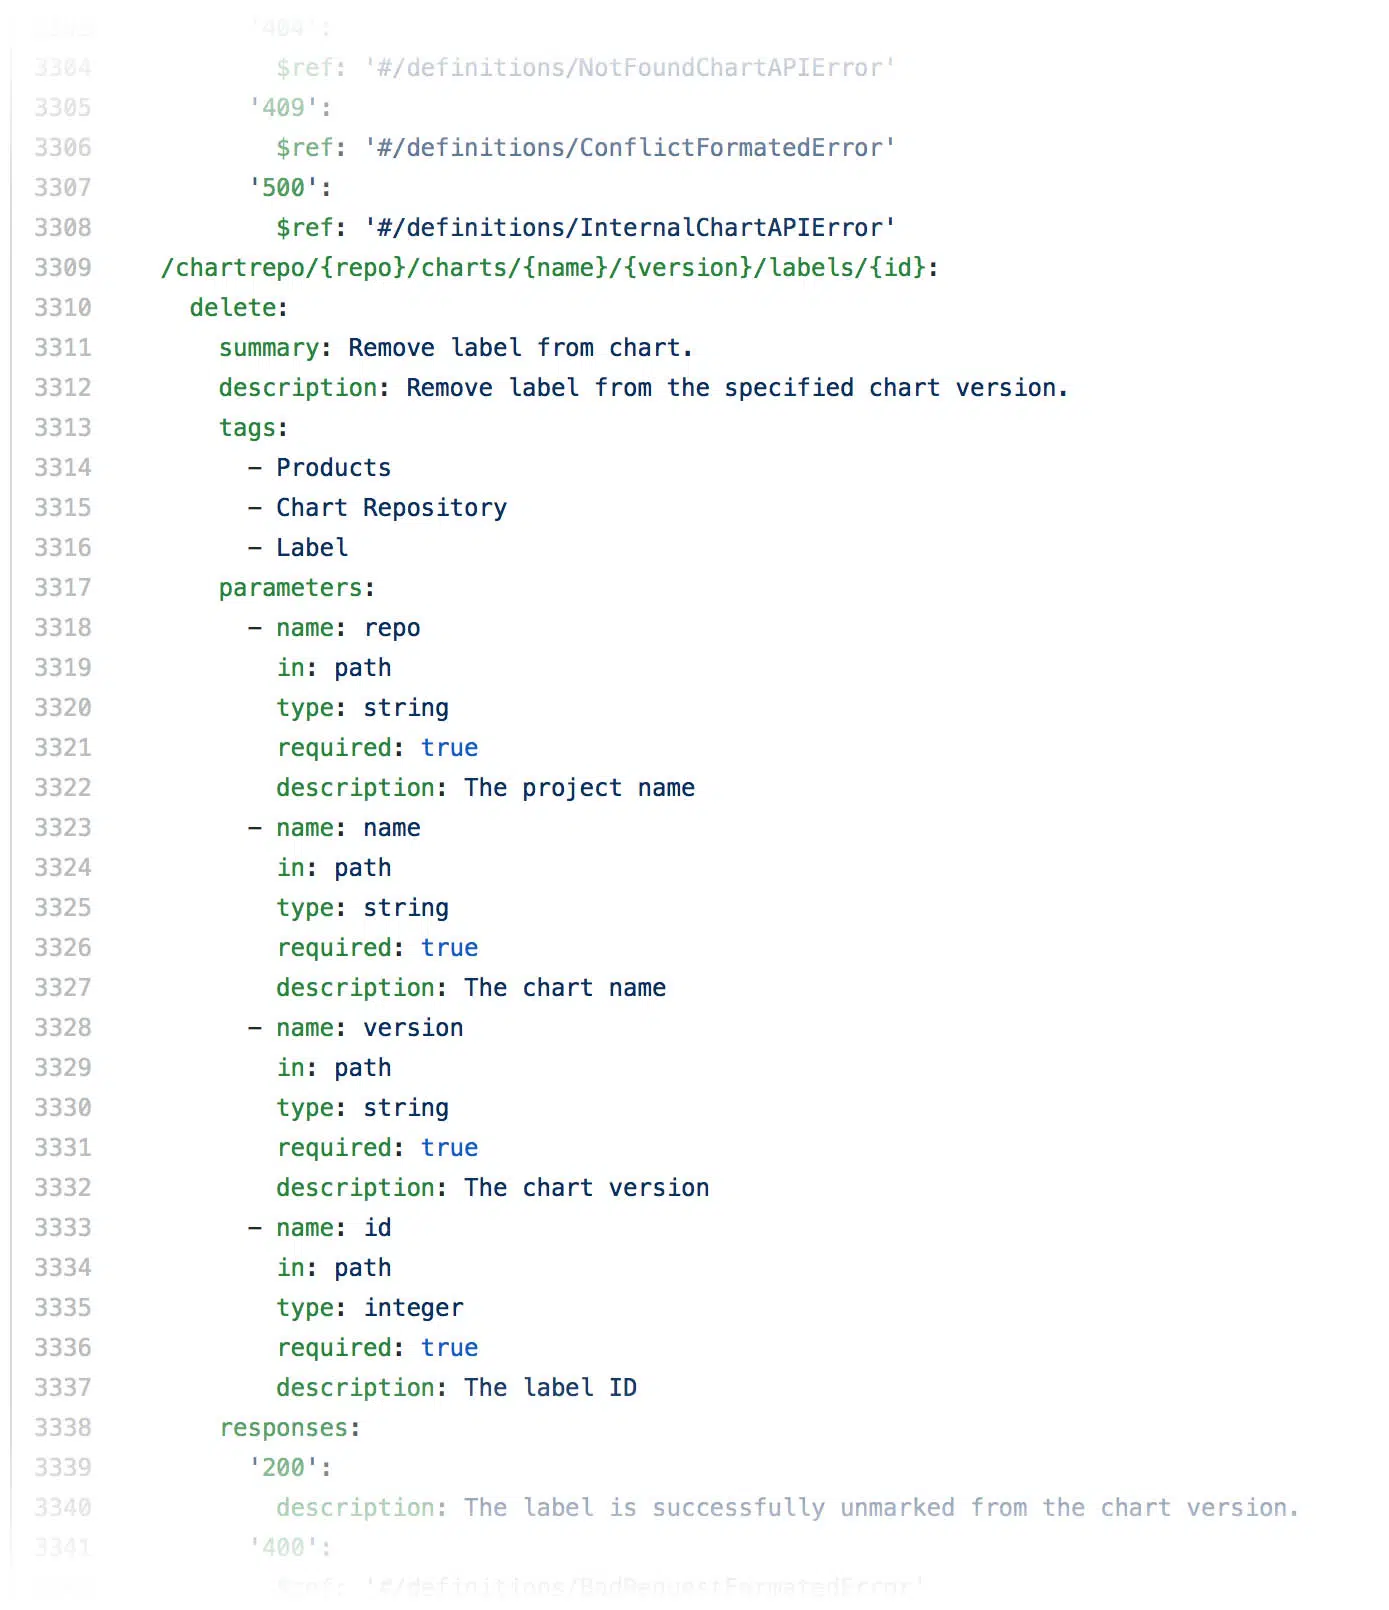 '404':
3304 $ref: '#/definitions/NotFoundChartAPIError'
3305 '409':
3306 $ref: '#/definitions/ConflictFormatedError'
3307 '500':
3308 $ref: '#/definitions/InternalChartAPIError'
3309 /chartrepo/{repo}/charts/{name}/{version}/labels/{id}:
3310 delete:
3311 summary: Remove label from chart.
3312 description: Remove label from the specified chart version.
3313 tags:
3314 - Products
3315 - Chart Repository
3316 - Label
3317 parameters:
3318 - name: repo
3319 in: path
3320 type: string
3321 required: true
3322 description: The project name
3323 - name: name
3324 in: path
3325 type: string
3326 required: true
3327 description: The chart name
3328 - name: version
3329 in: path
3330 type: string
3331 required: true
3332 description: The chart version
3333 - name: id
3334 in: path
3335 type: integer
3336 required: true
3337 description: The label ID
3338 responses:
3339 '200':
3340 description: The label is successfully unmarked from the chart version.
3341 '400':
$ref: '#/definitions/BadRequestFormatedError'